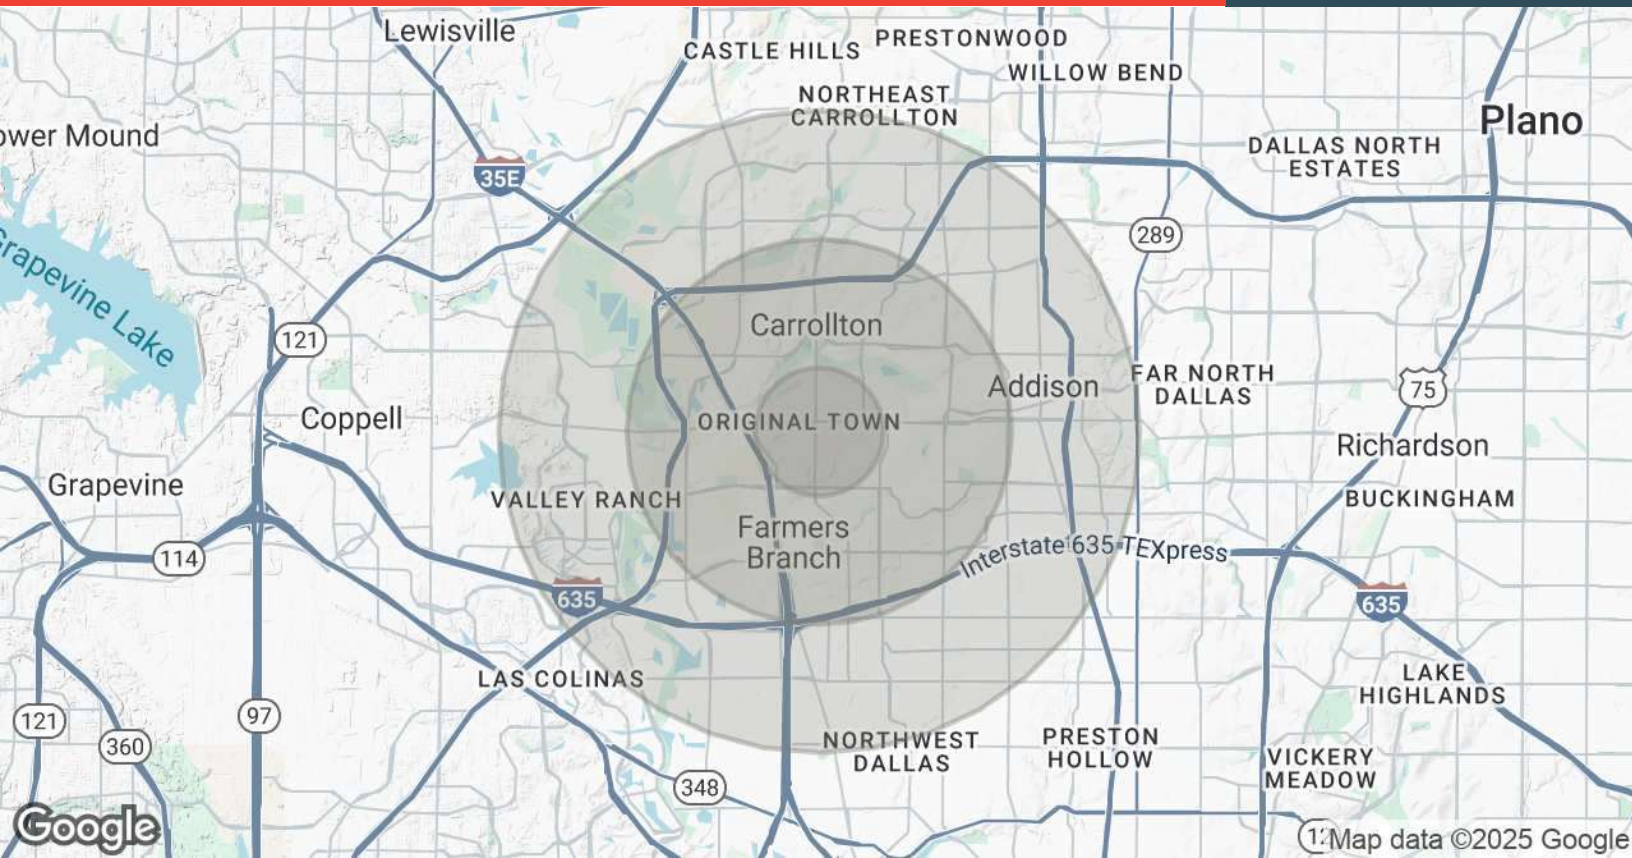 Lewisville
CASTLE HILLS
PRESTONWOOD
WILLOW BEND
NORTHEAST
CARROLLTON
Plano
ower Mound
DALLAS NORTH
ESTATES
35E
289
Grapevine Lake
121
Carrollton
Addison
FAR NORTH
DALLAS
75
Coppell
ORIGINAL TOWN
Richardson
Grapevine
VALLEY RANCH
BUCKINGHAM
Farmers
Branch
Interstate 635 TEXpress
114
635
635
LAS COLINAS
LAKE
HIGHLANDS
121
97
360
NORTHWEST
DALLAS
PRESTON
HOLLOW
VICKERY
MEADOW
348
Google
12
Map data ©2025 Google